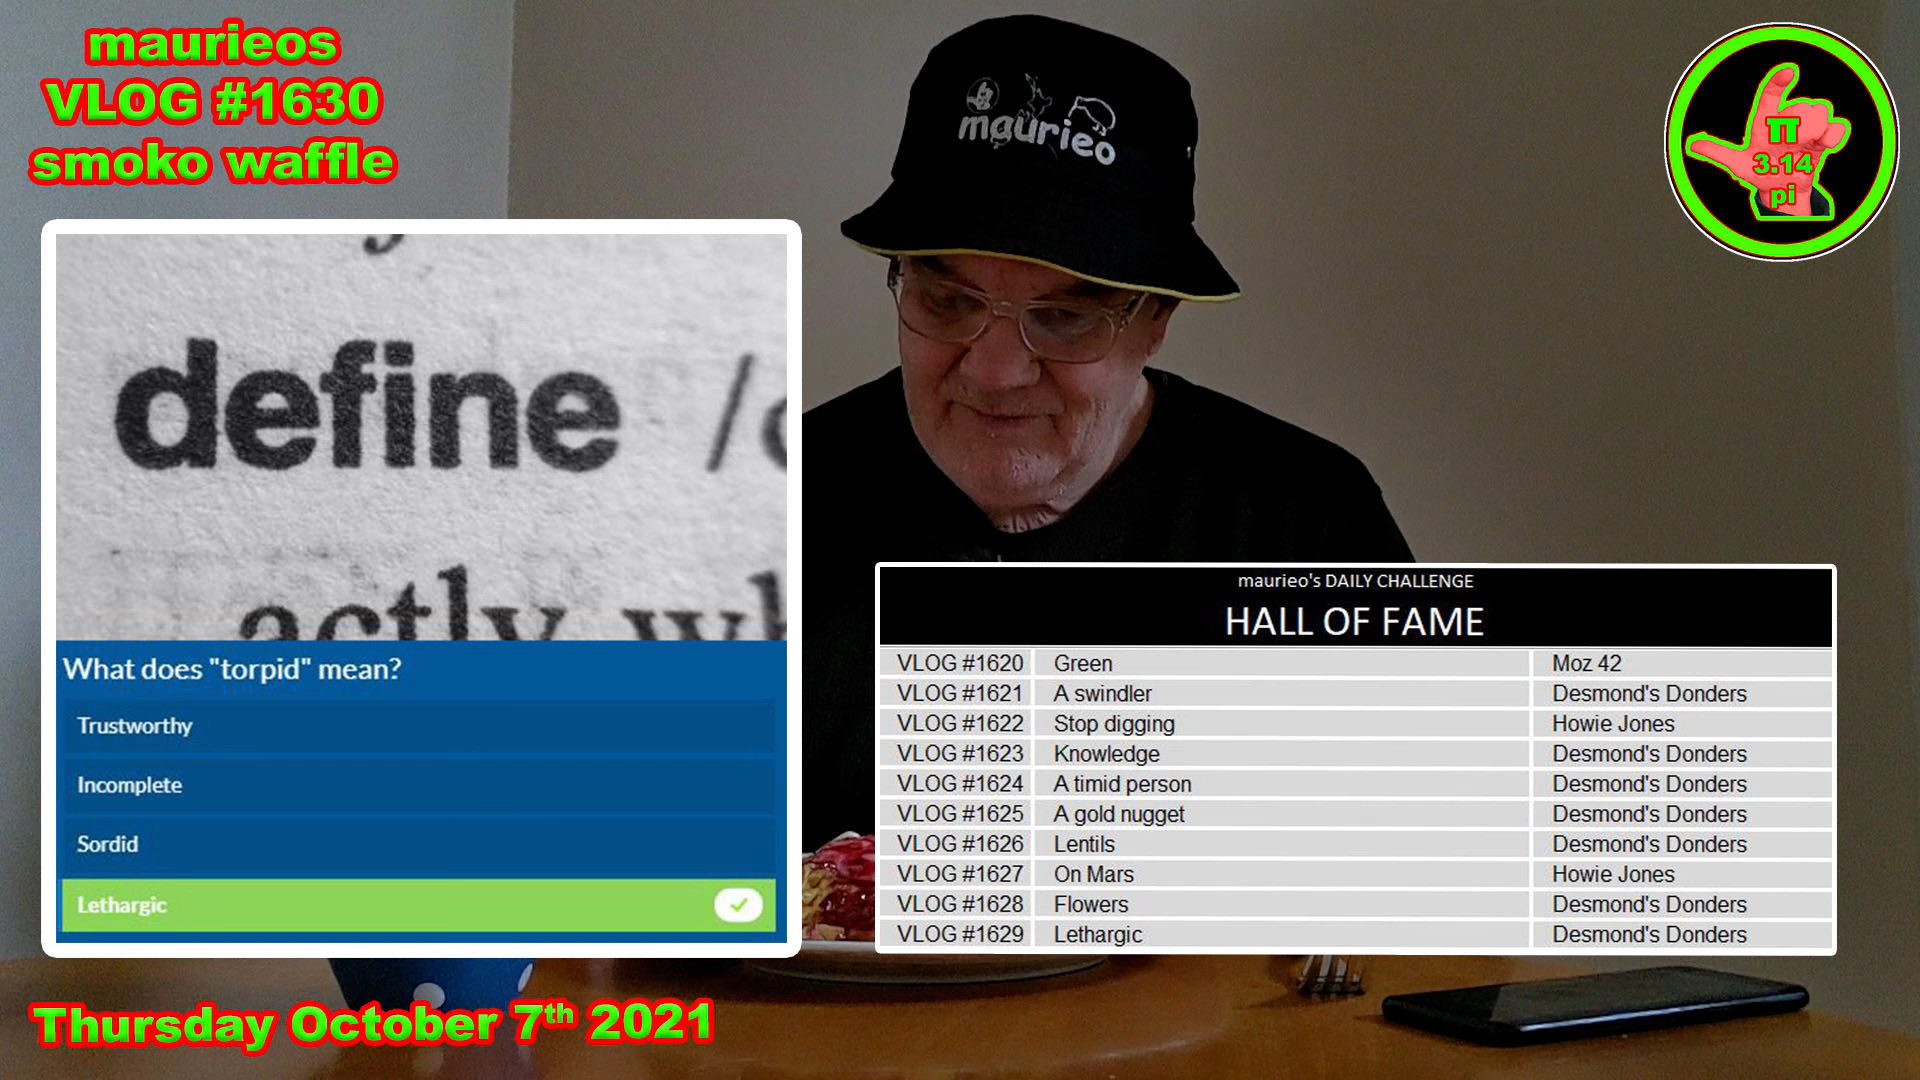 maurieos
VLOG #1630
smoko waffle
maurieo
π
3.14
pi
define /
actly wh
What does "torpid" mean?
Trustworthy
Incomplete
Sordid
Lethargic
maurieo's DAILY CHALLENGE
HALL OF FAME
VLOG #1620 Green Moz 42
VLOG #1621 A swindler Desmond's Donders
VLOG #1622 Stop digging Howie Jones
VLOG #1623 Knowledge Desmond's Donders
VLOG #1624 A timid person Desmond's Donders
VLOG #1625 A gold nugget Desmond's Donders
VLOG #1626 Lentils Desmond's Donders
VLOG #1627 On Mars Howie Jones
VLOG #1628 Flowers Desmond's Donders
VLOG #1629 Lethargic Desmond's Donders
Thursday October 7th 2021